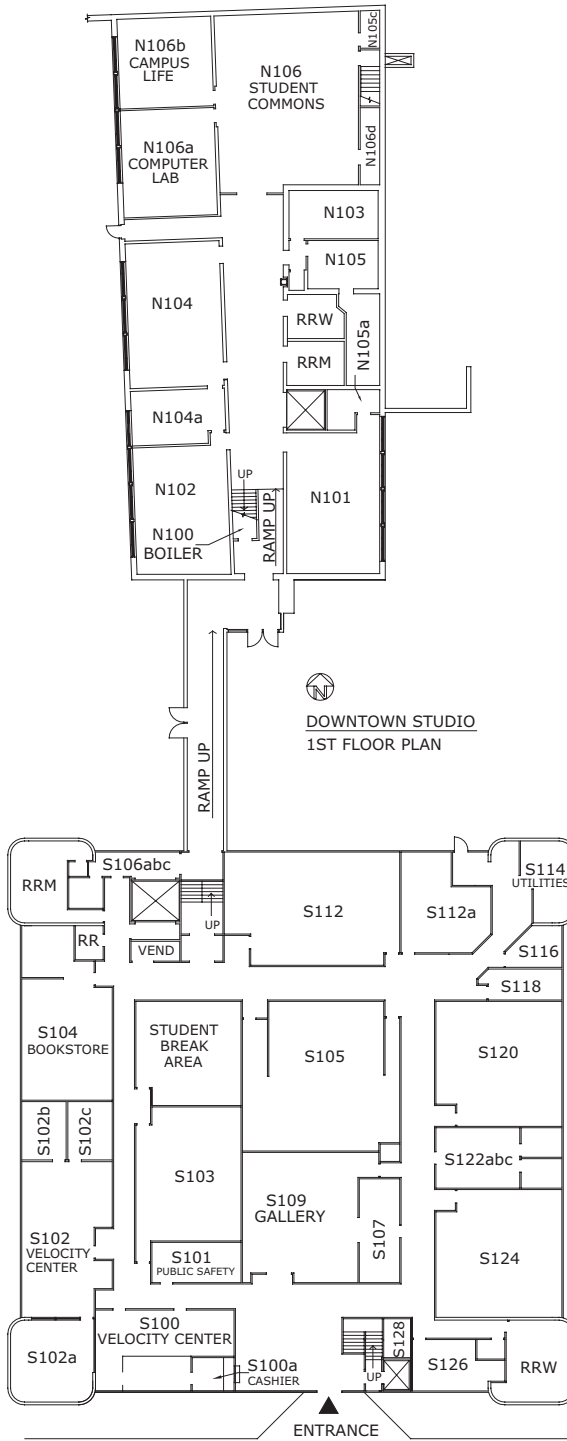 N106b
CAMPUS
LIFE
N105c
N106
STUDENT
COMMONS
N106a
COMPUTER
LAB
N106d
N103
N105
N104
RRW
N105a
RRM
N104a
N102
UP
N101
N100
BOILER
RAMP UP
N
DOWNTOWN STUDIO
1ST FLOOR PLAN
RAMP UP
S106abc
RRM
S114
UTILITIES
S112
S112a
UP
RR
VEND
S116
S118
S104
BOOKSTORE
STUDENT
BREAK
AREA
S105
S120
S102b
S102c
S122abc
S103
S109
GALLERY
S107
S102
VELOCITY
CENTER
S101
PUBLIC SAFETY
S124
S100
VELOCITY CENTER
S128
S102a
S100a
CASHIER
UP
S126
RRW
ENTRANCE